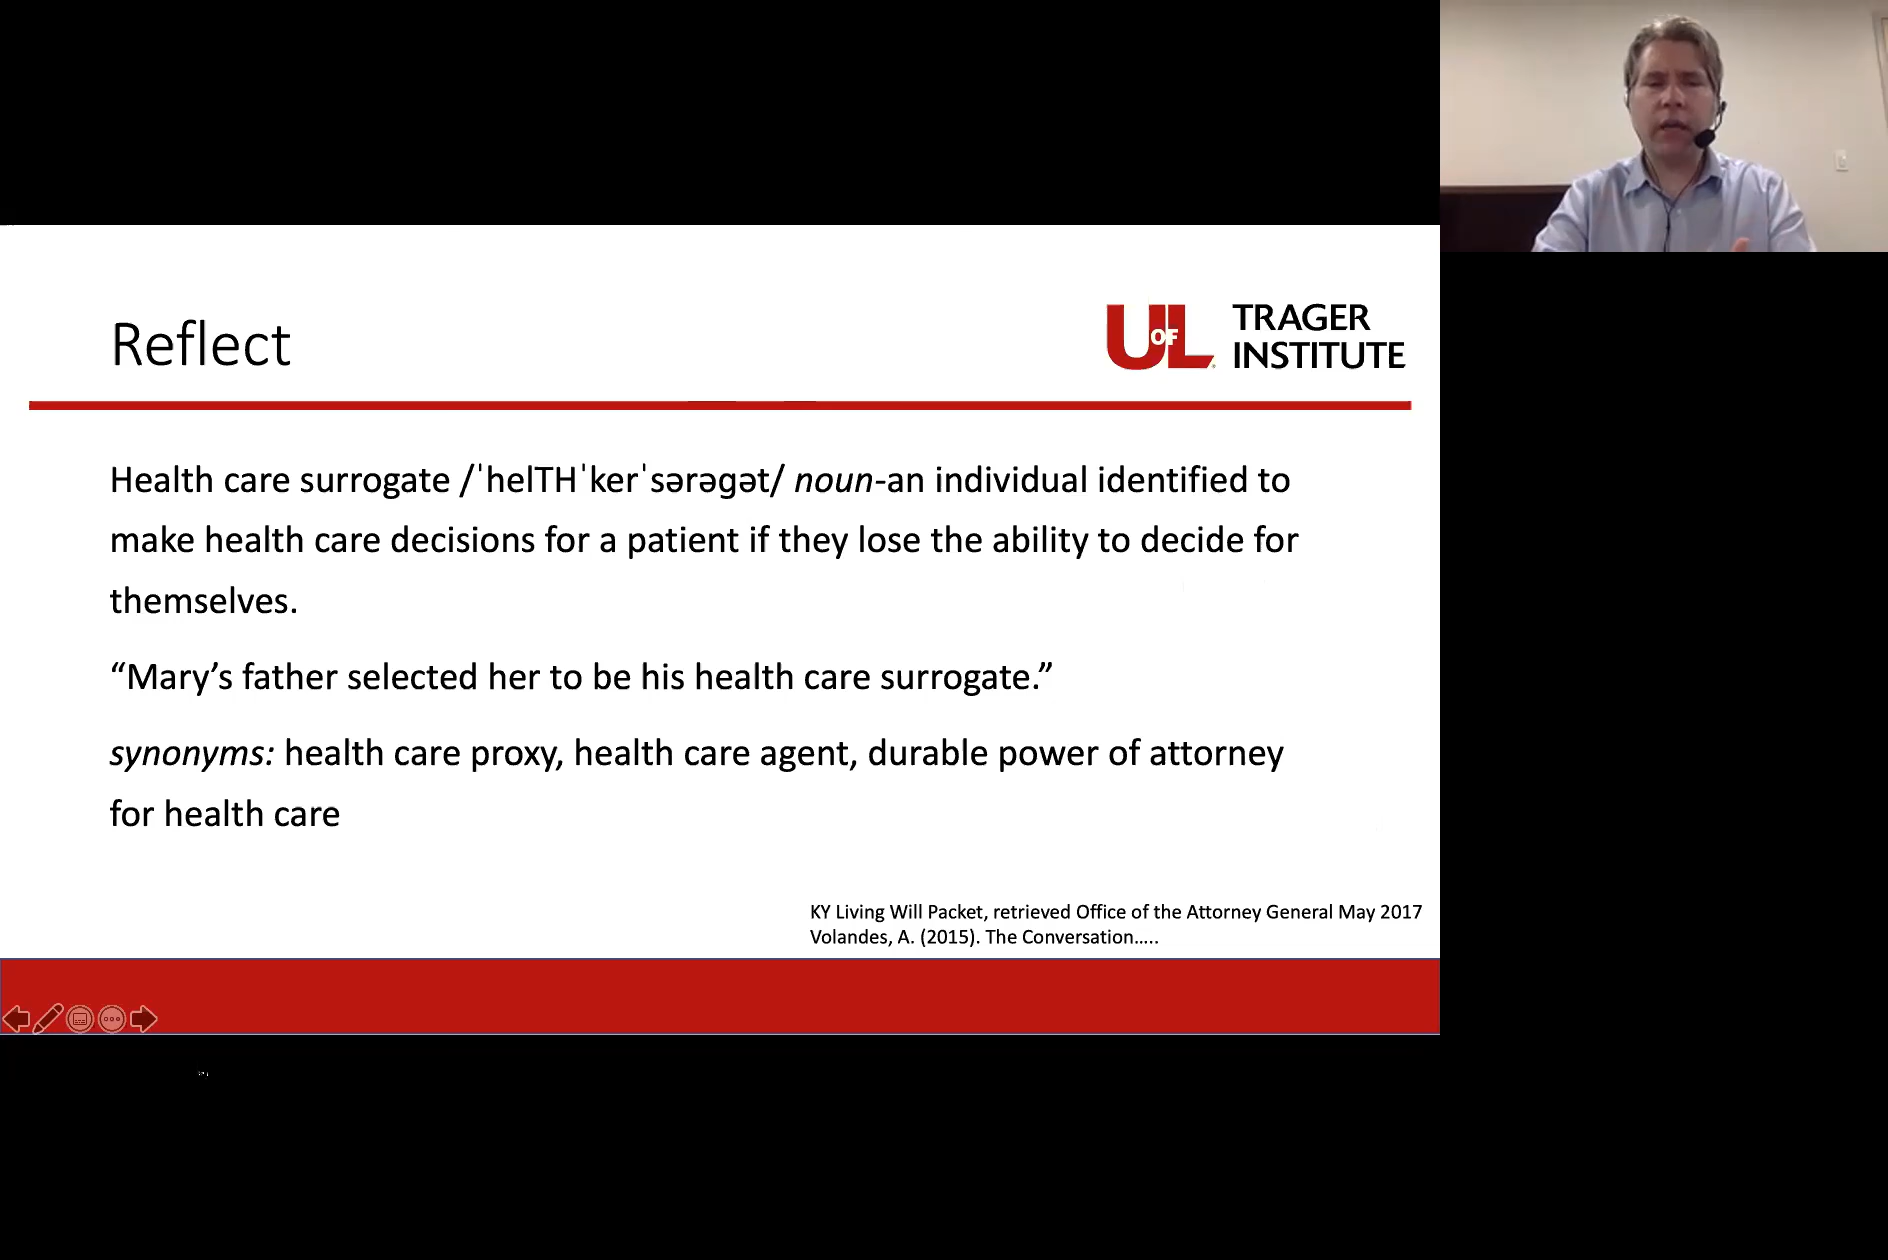 Reflect
UOFL TRAGER
INSTITUTE
Health care surrogate /ˈhelTHˈkerˈsərəgət/ noun-an individual identified to
make health care decisions for a patient if they lose the ability to decide for
themselves.
“Mary’s father selected her to be his health care surrogate.”
synonyms: health care proxy, health care agent, durable power of attorney
for health care
KY Living Will Packet, retrieved Office of the Attorney General May 2017
Volandes, A. (2015). The Conversation.....